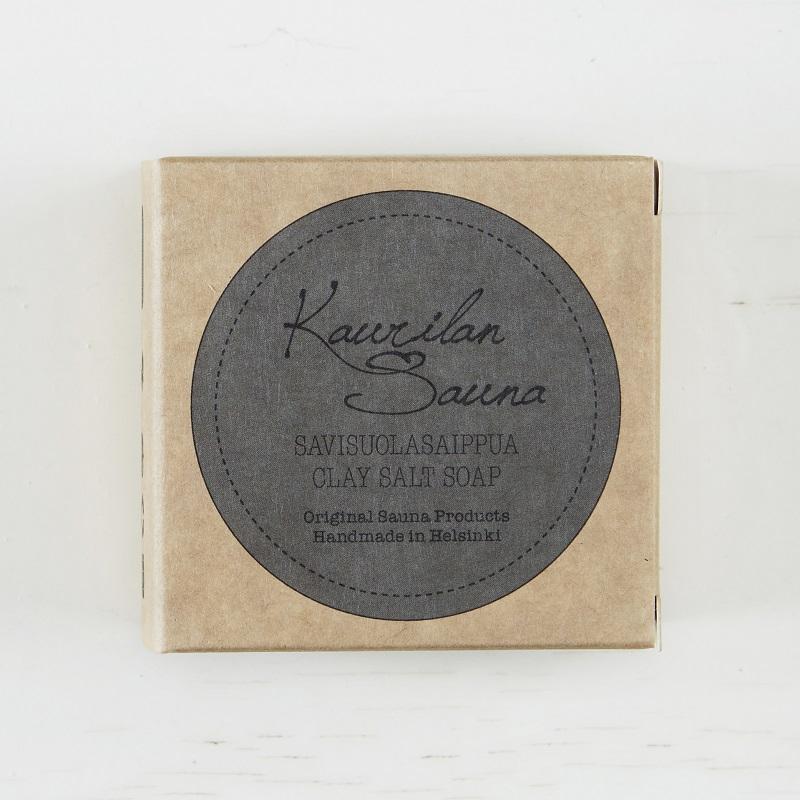 Kaurilan
Sauna
SAVISUOLASAIPPUA
CLAY SALT SOAP
Original Sauna Products
Handmade in Helsinki